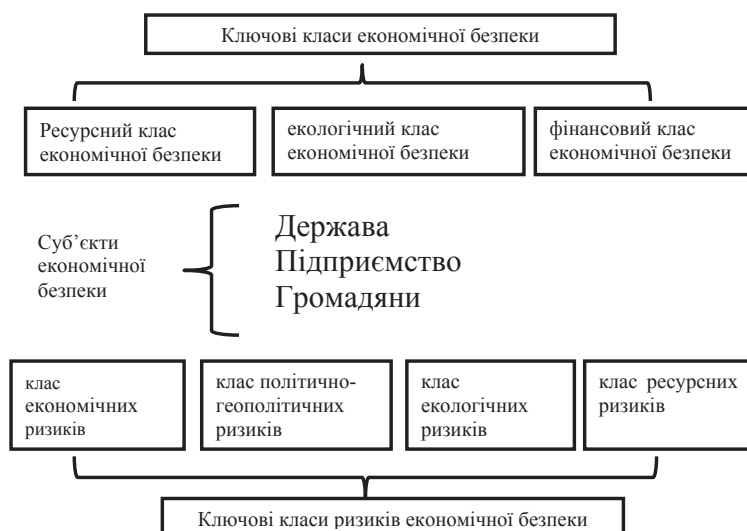 Ключові класи економічної безпеки
Ресурсний клас
економічної безпеки
екологічний клас
економічної безпеки
фінансовий клас
економічної безпеки
Суб’єкти
економічної
безпеки
Держава
Підприємство
Громадяни
клас
економічних
ризиків
клас політично-
геополітичних
ризиків
клас
екологічних
ризиків
клас ресурсних
ризиків
Ключові класи ризиків економічної безпеки